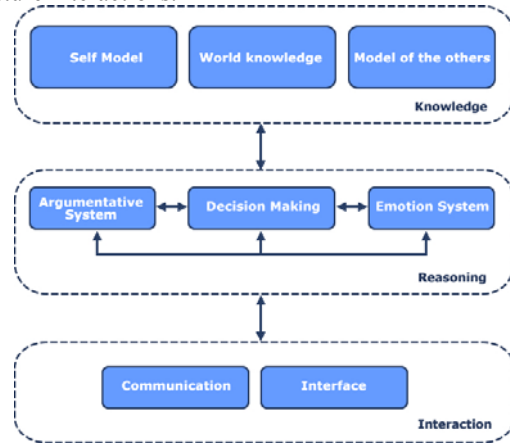 Self Model
World knowledge
Model of the others
Knowledge
Argumentative
System
Decision Making
Emotion System
Reasoning
Communication
Interface
Interaction